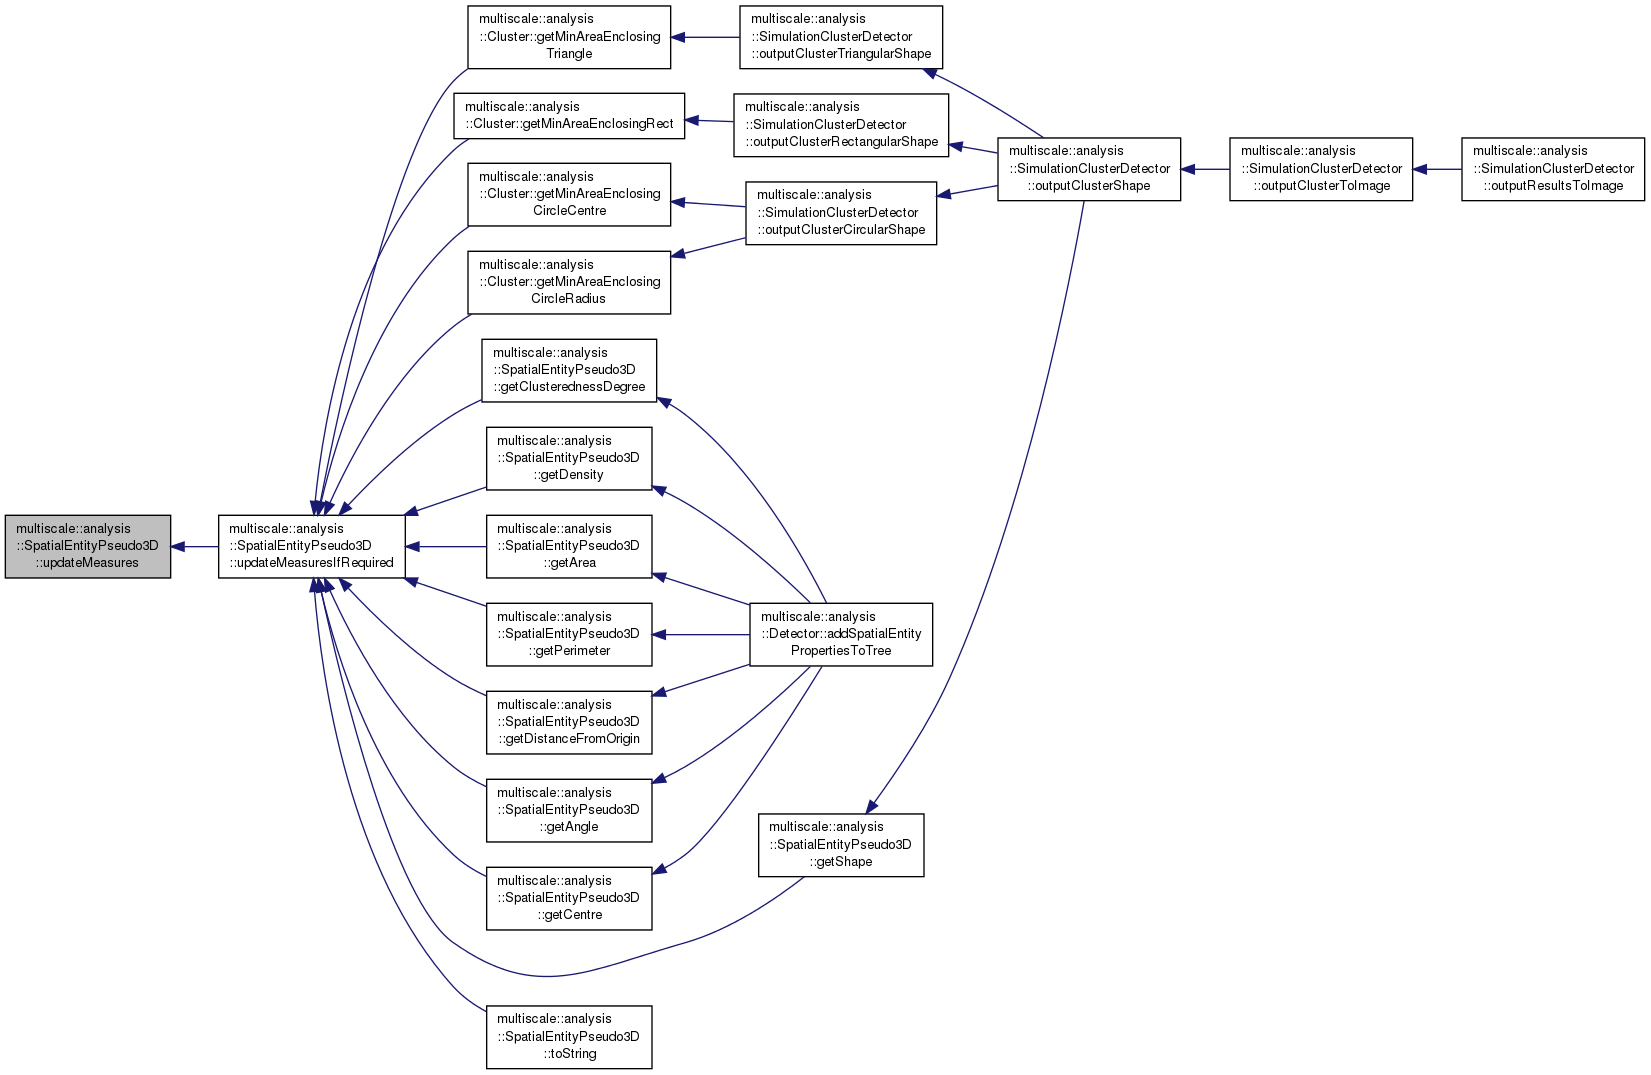 multiscale::analysis
::SpatialEntityPseudo3D
::updateMeasures
multiscale::analysis
::SpatialEntityPseudo3D
::updateMeasuresIfRequired
multiscale::analysis
::Cluster::getMinAreaEnclosing
Triangle
multiscale::analysis
::Cluster::getMinAreaEnclosingRect
multiscale::analysis
::Cluster::getMinAreaEnclosing
CircleCentre
multiscale::analysis
::Cluster::getMinAreaEnclosing
CircleRadius
multiscale::analysis
::SpatialEntityPseudo3D
::getClusterednessDegree
multiscale::analysis
::SpatialEntityPseudo3D
::getDensity
multiscale::analysis
::SpatialEntityPseudo3D
::getArea
multiscale::analysis
::SpatialEntityPseudo3D
::getPerimeter
multiscale::analysis
::SpatialEntityPseudo3D
::getDistanceFromOrigin
multiscale::analysis
::SpatialEntityPseudo3D
::getAngle
multiscale::analysis
::SpatialEntityPseudo3D
::getCentre
multiscale::analysis
::SpatialEntityPseudo3D
::toString
multiscale::analysis
::SimulationClusterDetector
::outputClusterTriangularShape
multiscale::analysis
::SimulationClusterDetector
::outputClusterRectangularShape
multiscale::analysis
::SimulationClusterDetector
::outputClusterCircularShape
multiscale::analysis
::Detector::addSpatialEntity
PropertiesToTree
multiscale::analysis
::SpatialEntityPseudo3D
::getShape
multiscale::analysis
::SimulationClusterDetector
::outputClusterShape
multiscale::analysis
::SimulationClusterDetector
::outputClusterToImage
multiscale::analysis
::SimulationClusterDetector
::outputResultsToImage